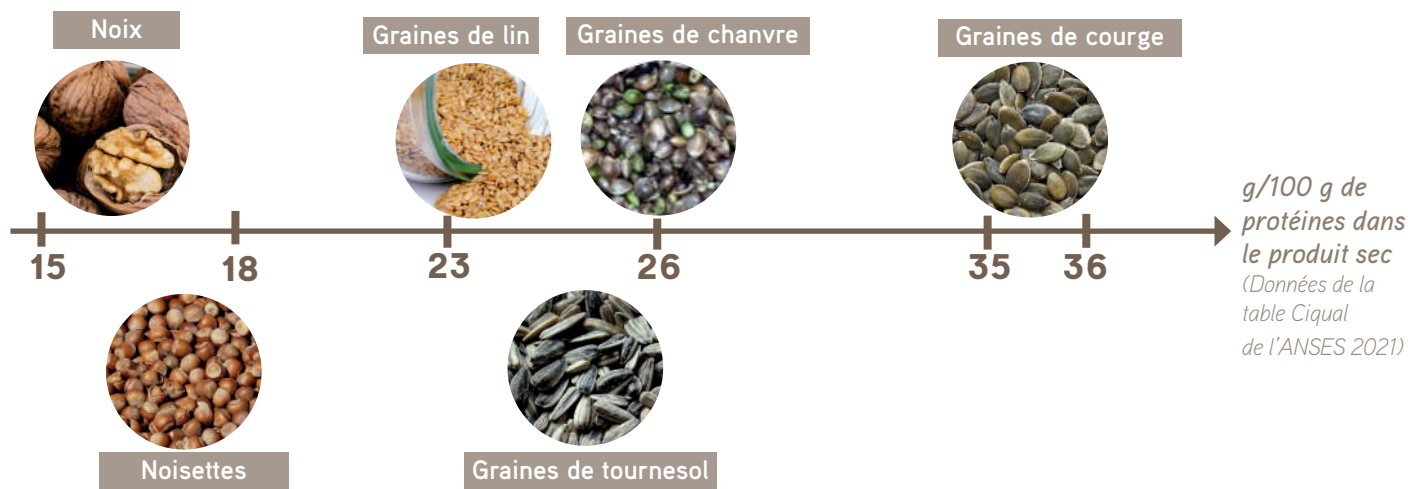 Noix
Graines de lin
Graines de chanvre
Graines de courge
15
18
23
26
35
36
g/100 g de
protéines dans
le produit sec
(Données de la
table Ciqual
de l'ANSES 2021)
Noisettes
Graines de tournesol